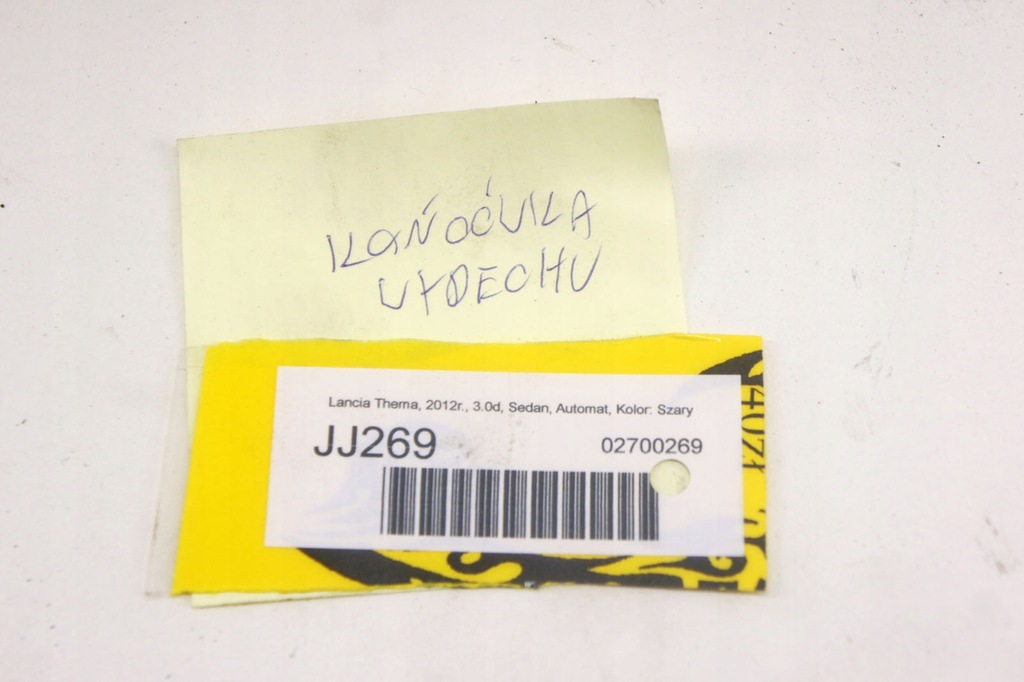 KOŃCÓWKA
WYDECHU
Lancia Thema, 2012r., 3.0d, Sedan, Automat, Kolor: Szary
JJ269 02700269